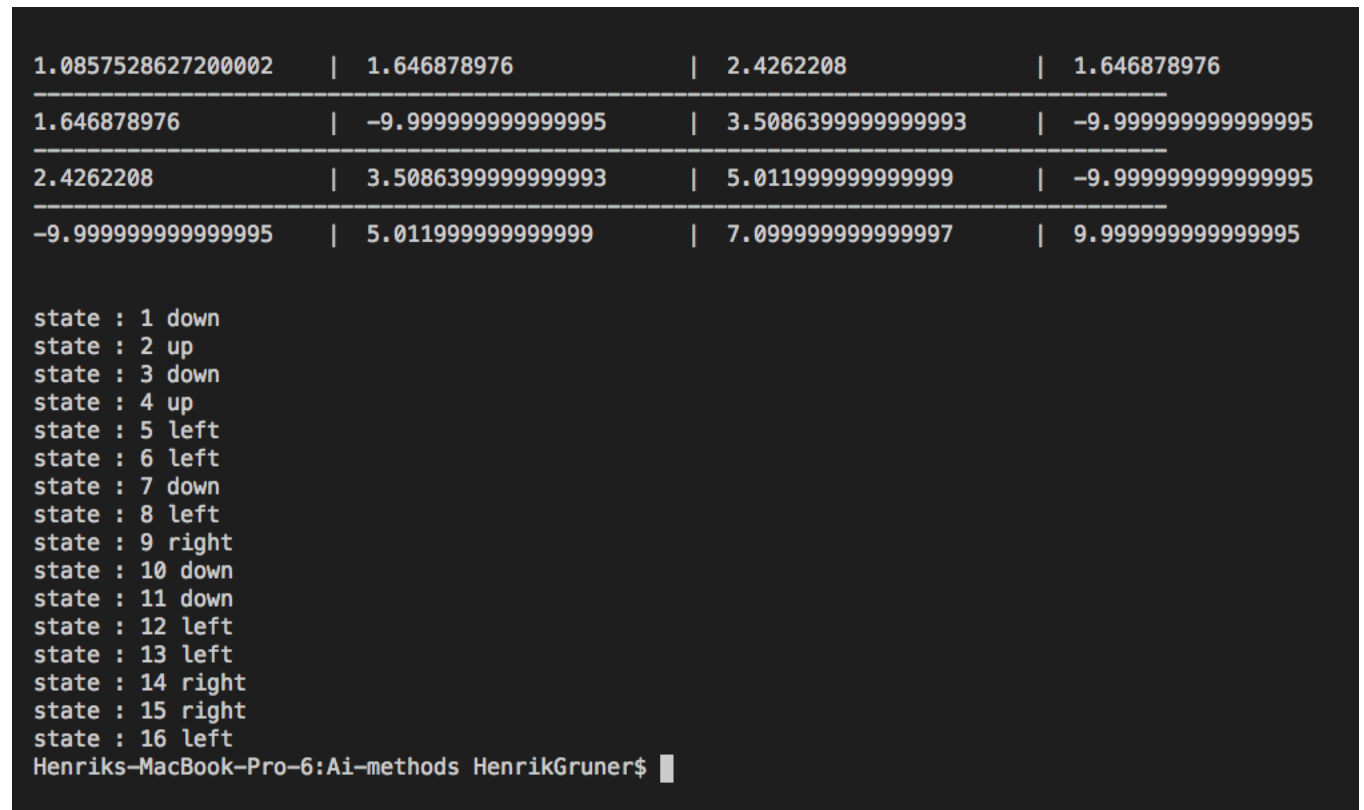 1.0857528627200002 | 1.646878976 | 2.4262208 | 1.646878976
-------------------------------------------------------------------------------------
1.646878976 | -9.999999999999995 | 3.5086399999999993 | -9.999999999999995
-------------------------------------------------------------------------------------
2.4262208 | 3.5086399999999993 | 5.011999999999999 | -9.999999999999995
-------------------------------------------------------------------------------------
-9.999999999999995 | 5.011999999999999 | 7.099999999999997 | 9.999999999999995
state : 1 down
state : 2 up
state : 3 down
state : 4 up
state : 5 left
state : 6 left
state : 7 down
state : 8 left
state : 9 right
state : 10 down
state : 11 down
state : 12 left
state : 13 left
state : 14 right
state : 15 right
state : 16 left
Henriks-MacBook-Pro-6:Ai-methods HenrikGruner$